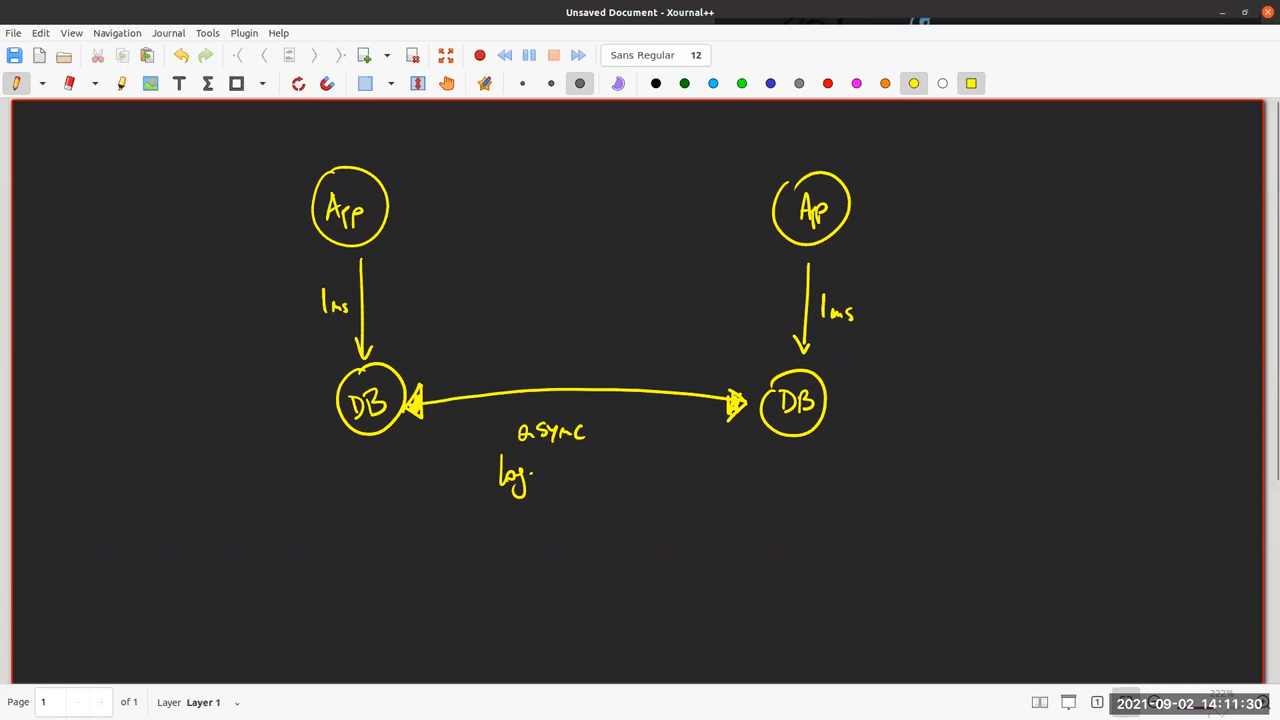 Unsaved Document - Xournal++
File Edit View Navigation Journal Tools Plugin Help
Sans Regular 12
App
App
1ms
1ms
DB
DB
async
log.
Page 1 of 1 Layer Layer 1
2021-09-02 14:11:30